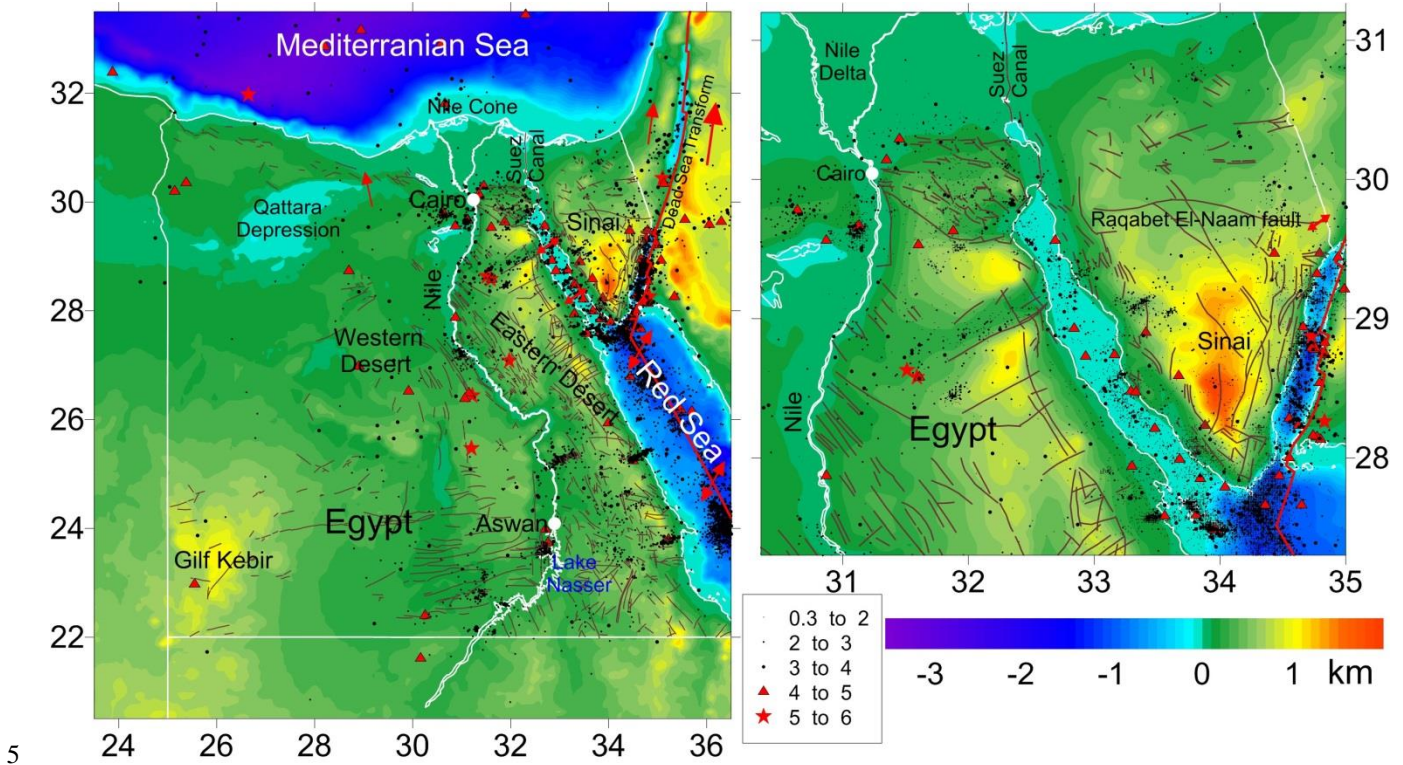 Mediterranian Sea
32
Nile Cone
Suez
Canal
Dead Sea Transform
30
Cairo
Qattara
Depression
Sinai
Nile
28
Western
Desert
Eastern Desert
Red Sea
26
24
Egypt
Aswan
Gilf Kebir
Lake
Nasser
22
24 26 28 30 32 34 36
31
Nile
Delta
Suez
Canal
30
Cairo
Raqabet El-Naam fault
29
Sinai
Egypt
Nile
28
31 32 33 34 35
0.3 to 2
2 to 3
3 to 4
4 to 5
5 to 6
-3 -2 -1 0 1 km
5